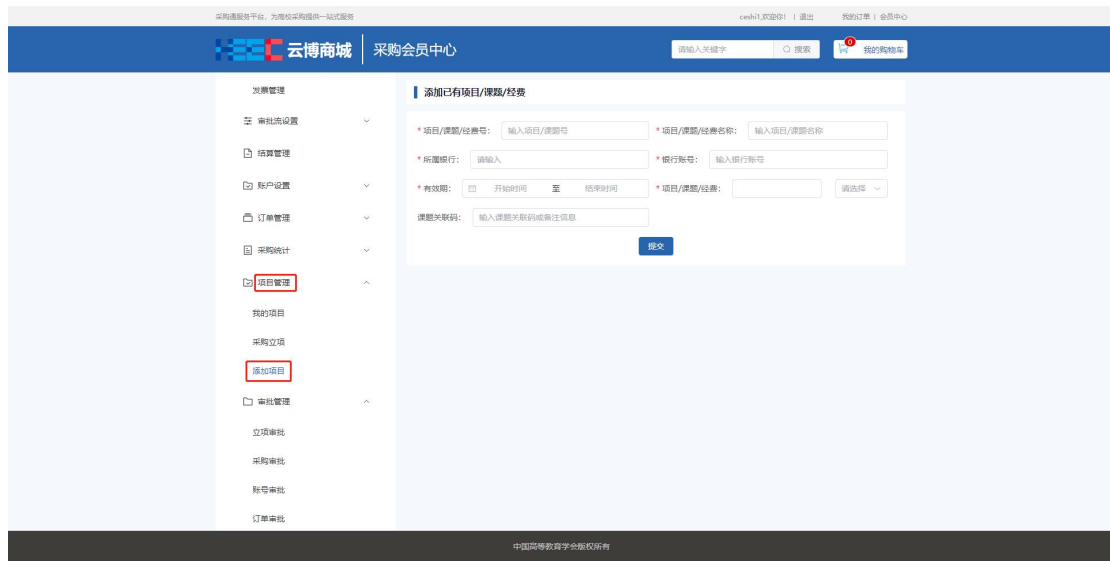 采购通服务平台，为高校采购提供一站式服务 ceshi1,欢迎你！ | 退出 我的订单 | 会员中心
HEEC 云博商城 采购会员中心 请输入关键字 搜索 0 我的购物车
发票管理
审批流设置
结算管理
账户设置
订单管理
采购统计
项目管理
我的项目
采购立项
添加项目
审批管理
立项审批
采购审批
账号审批
订单审批
添加已有项目/课题/经费
* 项目/课题/经费号： 输入项目/课题号 * 项目/课题/经费名称： 输入项目/课题名称
* 所属银行： 请输入 * 银行账号： 输入银行账号
* 有效期： 开始时间 至 结束时间 * 项目/课题/经费： 请选择
课题关联码： 输入课题关联码或备注信息
提交
中国高等教育学会版权所有